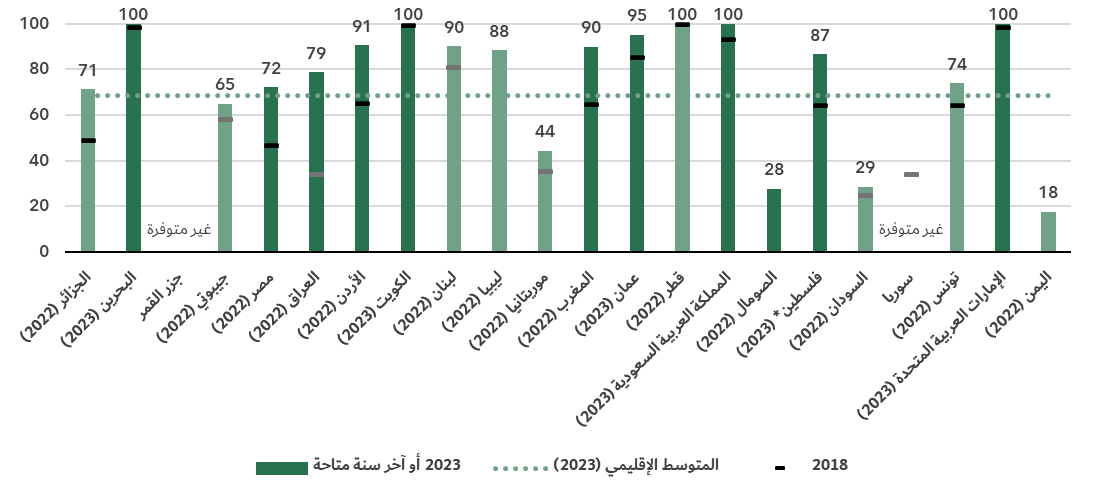 100
80
60
40
20
0
71
100
غير متوفرة
65
72
79
91
100
90
88
44
90
95
100
100
28
87
29
غير متوفرة
74
100
18
الجزائر (2022)
البحرين (2023)
جزر القمر
جيبوتي (2022)
مصر (2022)
العراق (2022)
الأردن (2022)
الكويت (2023)
لبنان (2022)
ليبيا (2022)
موريتانيا (2022)
المغرب (2022)
عمان (2023)
قطر (2022)
المملكة العربية السعودية (2023)
الصومال (2022)
فلسطين* (2023)
السودان (2022)
سوريا
تونس (2022)
الإمارات العربية المتحدة (2023)
اليمن (2022)
2023 أو آخر سنة متاحة
المتوسط الإقليمي (2023)
2018